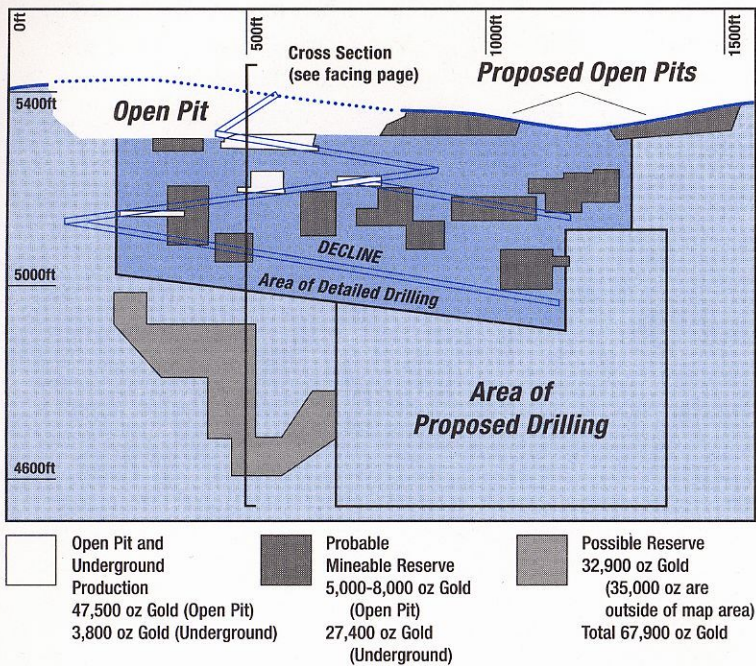 0ft
500ft
1000ft
1500ft
Cross Section
(see facing page)
Proposed Open Pits
5400ft
Open Pit
DECLINE
5000ft
Area of Detailed Drilling
Area of
Proposed Drilling
4600ft
Open Pit and
Underground
Production
47,500 oz Gold (Open Pit)
3,800 oz Gold (Underground)
Probable
Mineable Reserve
5,000-8,000 oz Gold
(Open Pit)
27,400 oz Gold
(Underground)
Possible Reserve
32,900 oz Gold
(35,000 oz are
outside of map area)
Total 67,900 oz Gold